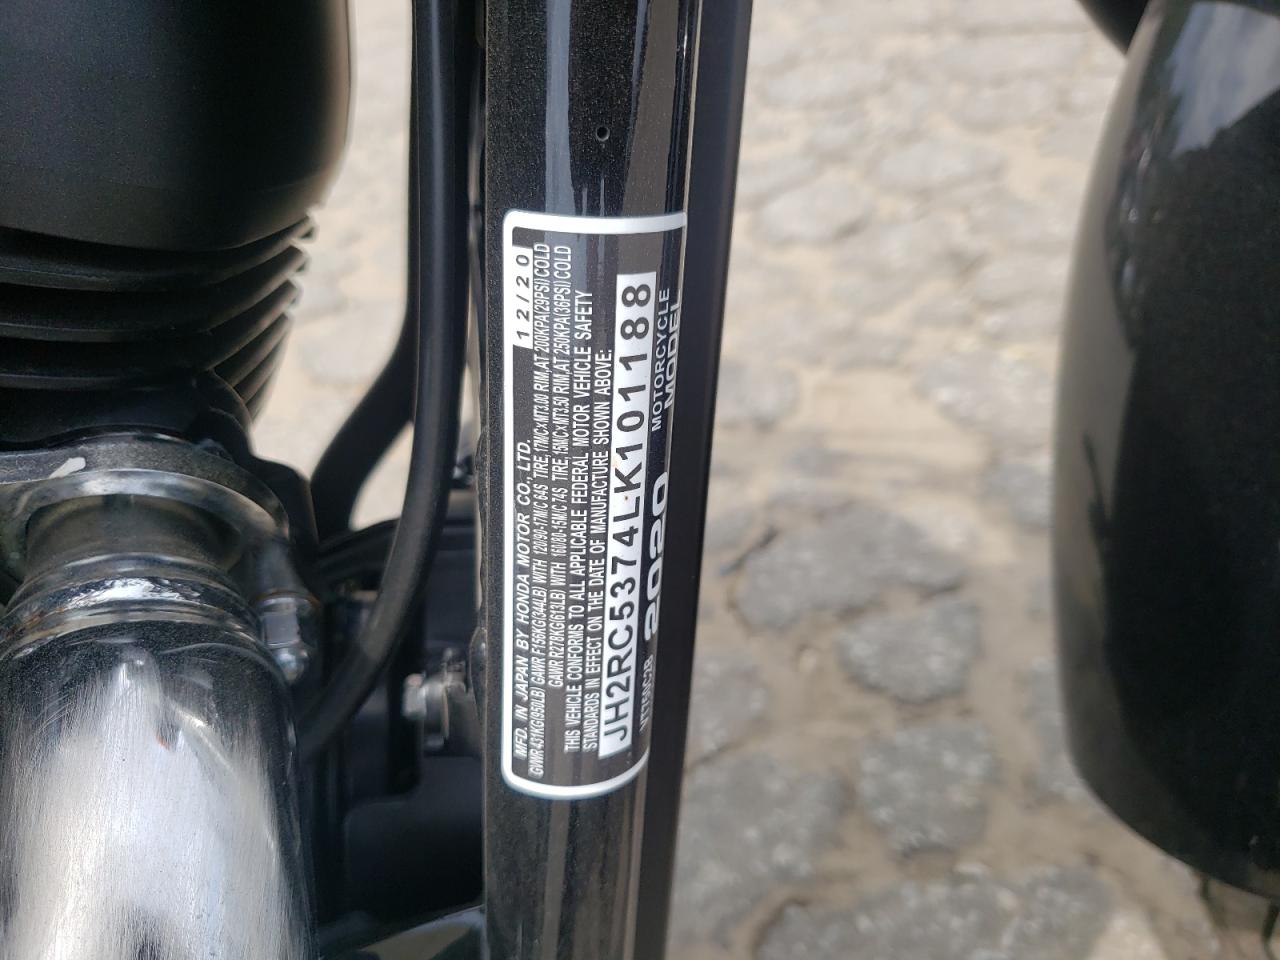 MFD. IN JAPAN BY HONDA MOTOR CO., LTD. 12/20
GVWR 431KG(950LB) GAWR F156KG(344LB) WITH 120/90-17M/C 64S TIRE,17M/C×MT3.00 RIM,AT 200KPA(29PSI)COLD
GAWR R278KG(613LB) WITH 160/80-15M/C 74S TIRE,15M/C×MT3.50 RIM,AT 250KPA(36PSI)COLD
THIS VEHICLE CONFORMS TO ALL APPLICABLE FEDERAL MOTOR VEHICLE SAFETY
STANDARDS IN EFFECT ON THE DATE OF MANUFACTURE SHOWN ABOVE:
JH2RC5374LK101188
MOTORCYCLE
2020 MODEL